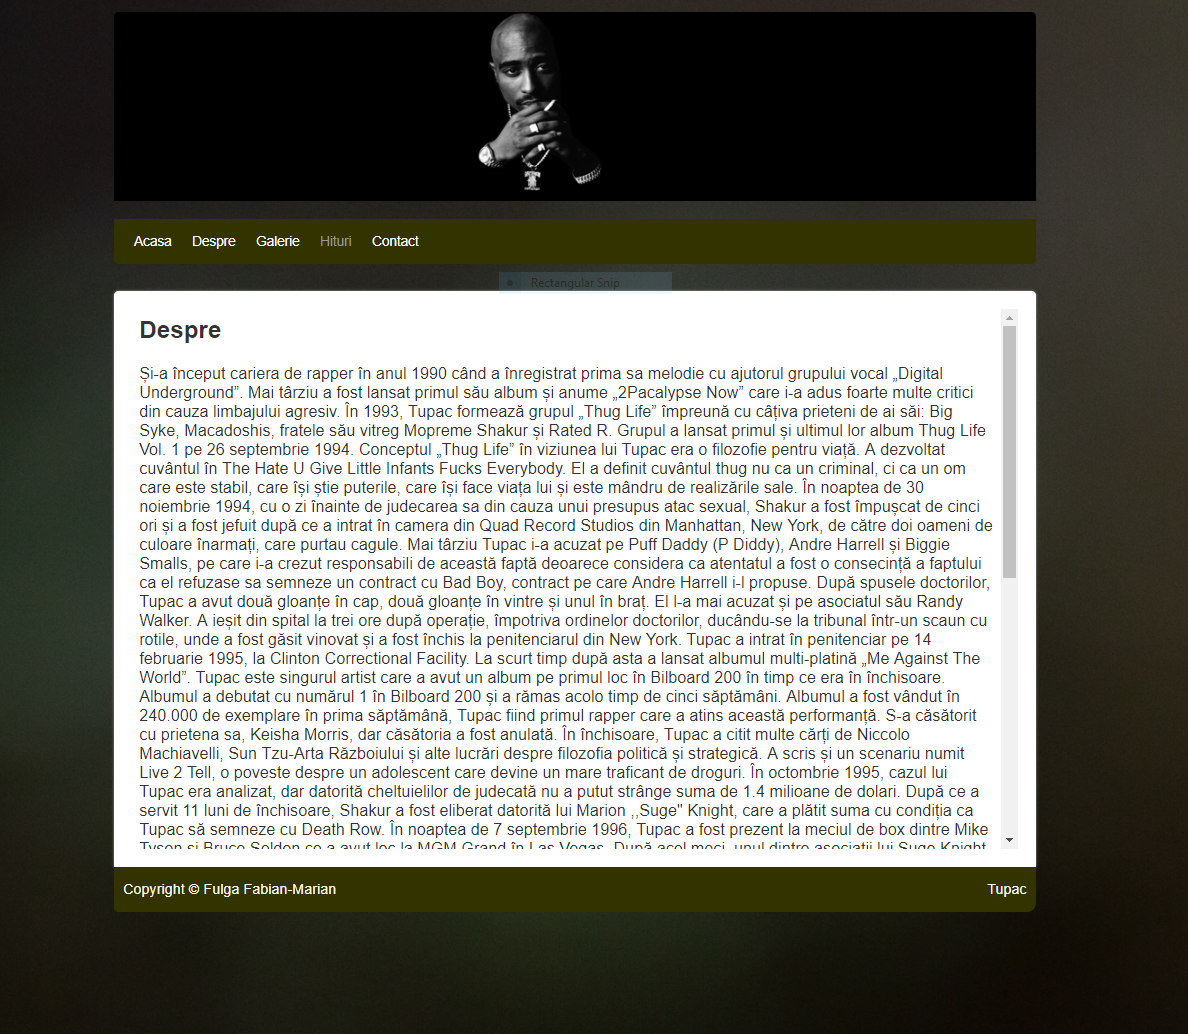 Acasa Despre Galerie Hituri Contact
Rectangular Snip
Despre
Și-a început cariera de rapper în anul 1990 când a înregistrat prima sa melodie cu ajutorul grupului vocal „Digital
Underground”. Mai târziu a fost lansat primul său album și anume „2Pacalypse Now” care i-a adus foarte multe critici
din cauza limbajului agresiv. În 1993, Tupac formează grupul „Thug Life” împreună cu câțiva prieteni de ai săi: Big
Syke, Macadoshis, fratele său vitreg Mopreme Shakur și Rated R. Grupul a lansat primul și ultimul lor album Thug Life
Vol. 1 pe 26 septembrie 1994. Conceptul „Thug Life” în viziunea lui Tupac era o filozofie pentru viață. A dezvoltat
cuvântul în The Hate U Give Little Infants Fucks Everybody. El a definit cuvântul thug nu ca un criminal, ci ca un om
care este stabil, care își știe puterile, care își face viața lui și este mândru de realizările sale. În noaptea de 30
noiembrie 1994, cu o zi înainte de judecarea sa din cauza unui presupus atac sexual, Shakur a fost împușcat de cinci
ori și a fost jefuit după ce a intrat în camera din Quad Record Studios din Manhattan, New York, de către doi oameni de
culoare înarmați, care purtau cagule. Mai târziu Tupac i-a acuzat pe Puff Daddy (P Diddy), Andre Harrell și Biggie
Smalls, pe care i-a crezut responsabili de această faptă deoarece considera ca atentatul a fost o consecință a faptului
ca el refuzase sa semneze un contract cu Bad Boy, contract pe care Andre Harrell i-l propuse. După spusele doctorilor,
Tupac a avut două gloanțe în cap, două gloanțe în vintre și unul în braț. El l-a mai acuzat și pe asociatul său Randy
Walker. A ieșit din spital la trei ore după operație, împotriva ordinelor doctorilor, ducându-se la tribunal într-un scaun cu
rotile, unde a fost găsit vinovat și a fost închis la penitenciarul din New York. Tupac a intrat în penitenciar pe 14
februarie 1995, la Clinton Correctional Facility. La scurt timp după asta a lansat albumul multi-platină „Me Against The
World”. Tupac este singurul artist care a avut un album pe primul loc în Bilboard 200 în timp ce era în închisoare.
Albumul a debutat cu numărul 1 în Bilboard 200 și a rămas acolo timp de cinci săptămâni. Albumul a fost vândut în
240.000 de exemplare în prima săptămână, Tupac fiind primul rapper care a atins această performanță. S-a căsătorit
cu prietena sa, Keisha Morris, dar căsătoria a fost anulată. În închisoare, Tupac a citit multe cărți de Niccolo
Machiavelli, Sun Tzu-Arta Războiului și alte lucrări despre filozofia politică și strategică. A scris și un scenariu numit
Live 2 Tell, o poveste despre un adolescent care devine un mare traficant de droguri. În octombrie 1995, cazul lui
Tupac era analizat, dar datorită cheltuielilor de judecată nu a putut strânge suma de 1.4 milioane de dolari. După ce a
servit 11 luni de închisoare, Shakur a fost eliberat datorită lui Marion ,,Suge" Knight, care a plătit suma cu condiția ca
Tupac să semneze cu Death Row. În noaptea de 7 septembrie 1996, Tupac a fost prezent la meciul de box dintre Mike
Tyson și Bruce Seldon ce a avut loc la MGM Grand în Las Vegas. După acel meci, unul dintre asociații lui Suge Knight
Copyright © Fulga Fabian-Marian Tupac